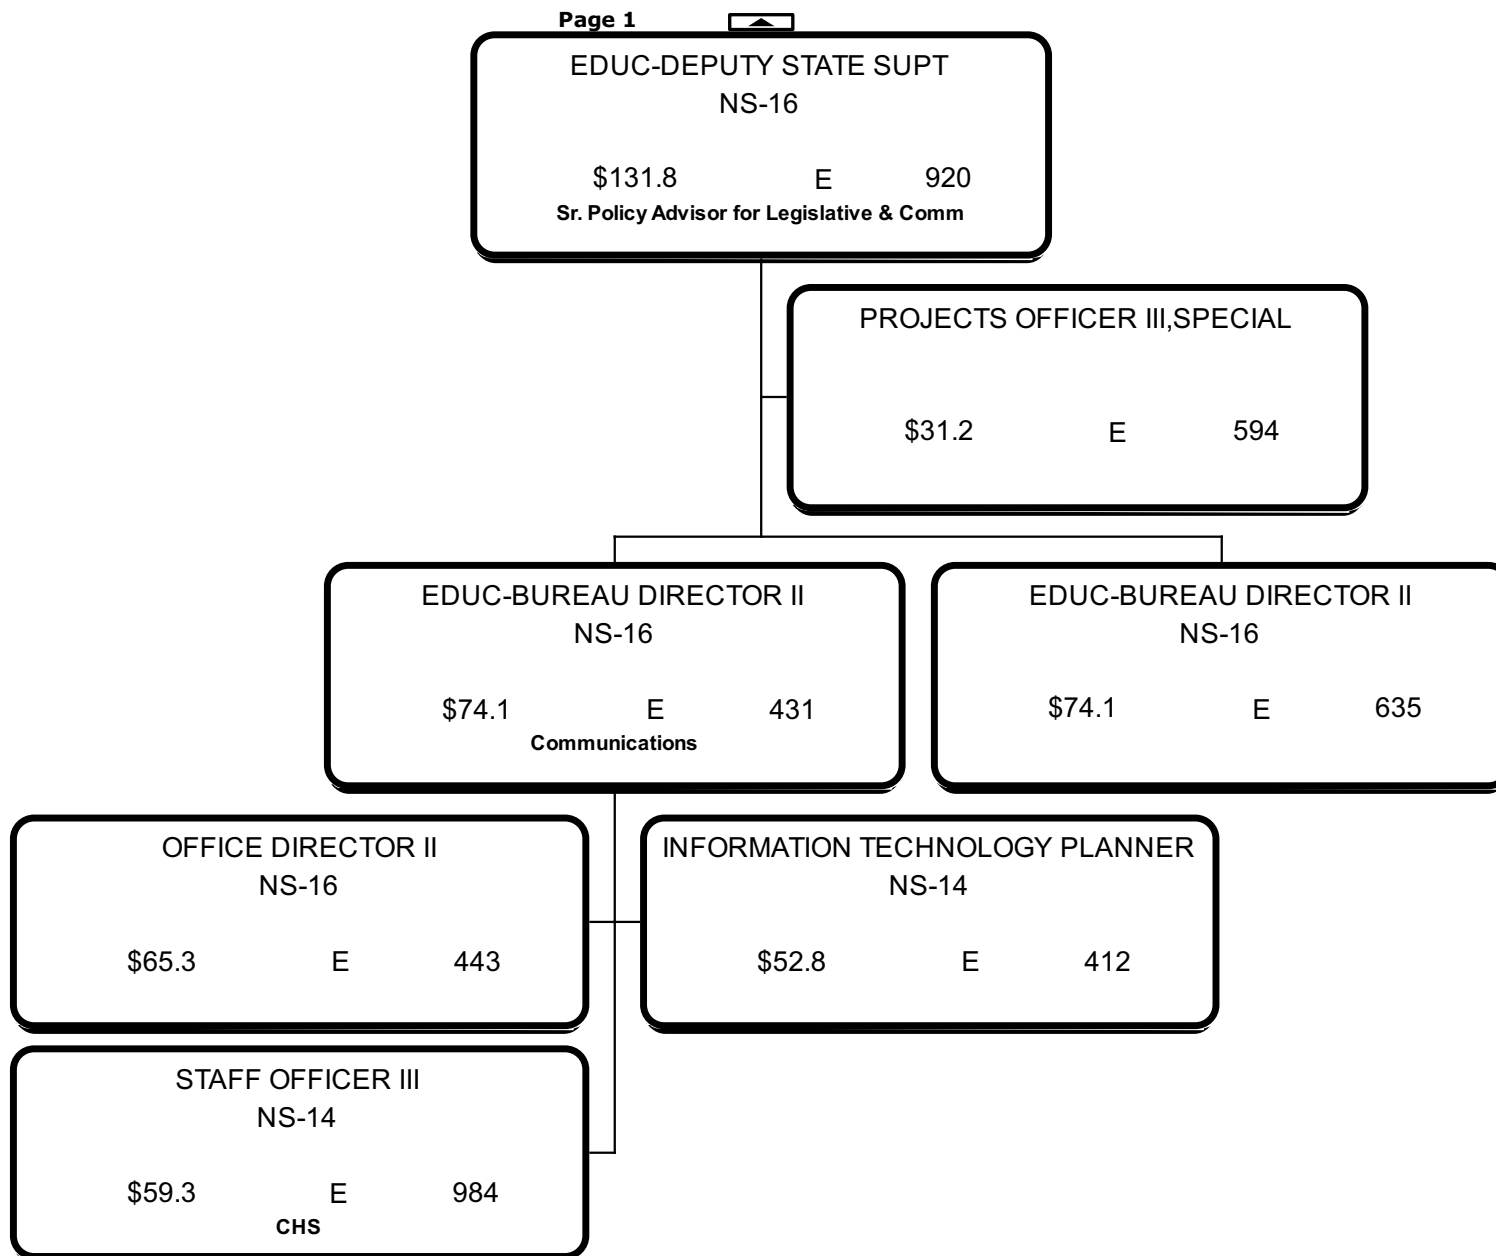 Page 1
EDUC-DEPUTY STATE SUPT
NS-16
$131.8 E 920
Sr. Policy Advisor for Legislative & Comm
PROJECTS OFFICER III,SPECIAL
$31.2 E 594
EDUC-BUREAU DIRECTOR II
NS-16
$74.1 E 431
Communications
EDUC-BUREAU DIRECTOR II
NS-16
$74.1 E 635
OFFICE DIRECTOR II
NS-16
$65.3 E 443
INFORMATION TECHNOLOGY PLANNER
NS-14
$52.8 E 412
STAFF OFFICER III
NS-14
$59.3 E 984
CHS